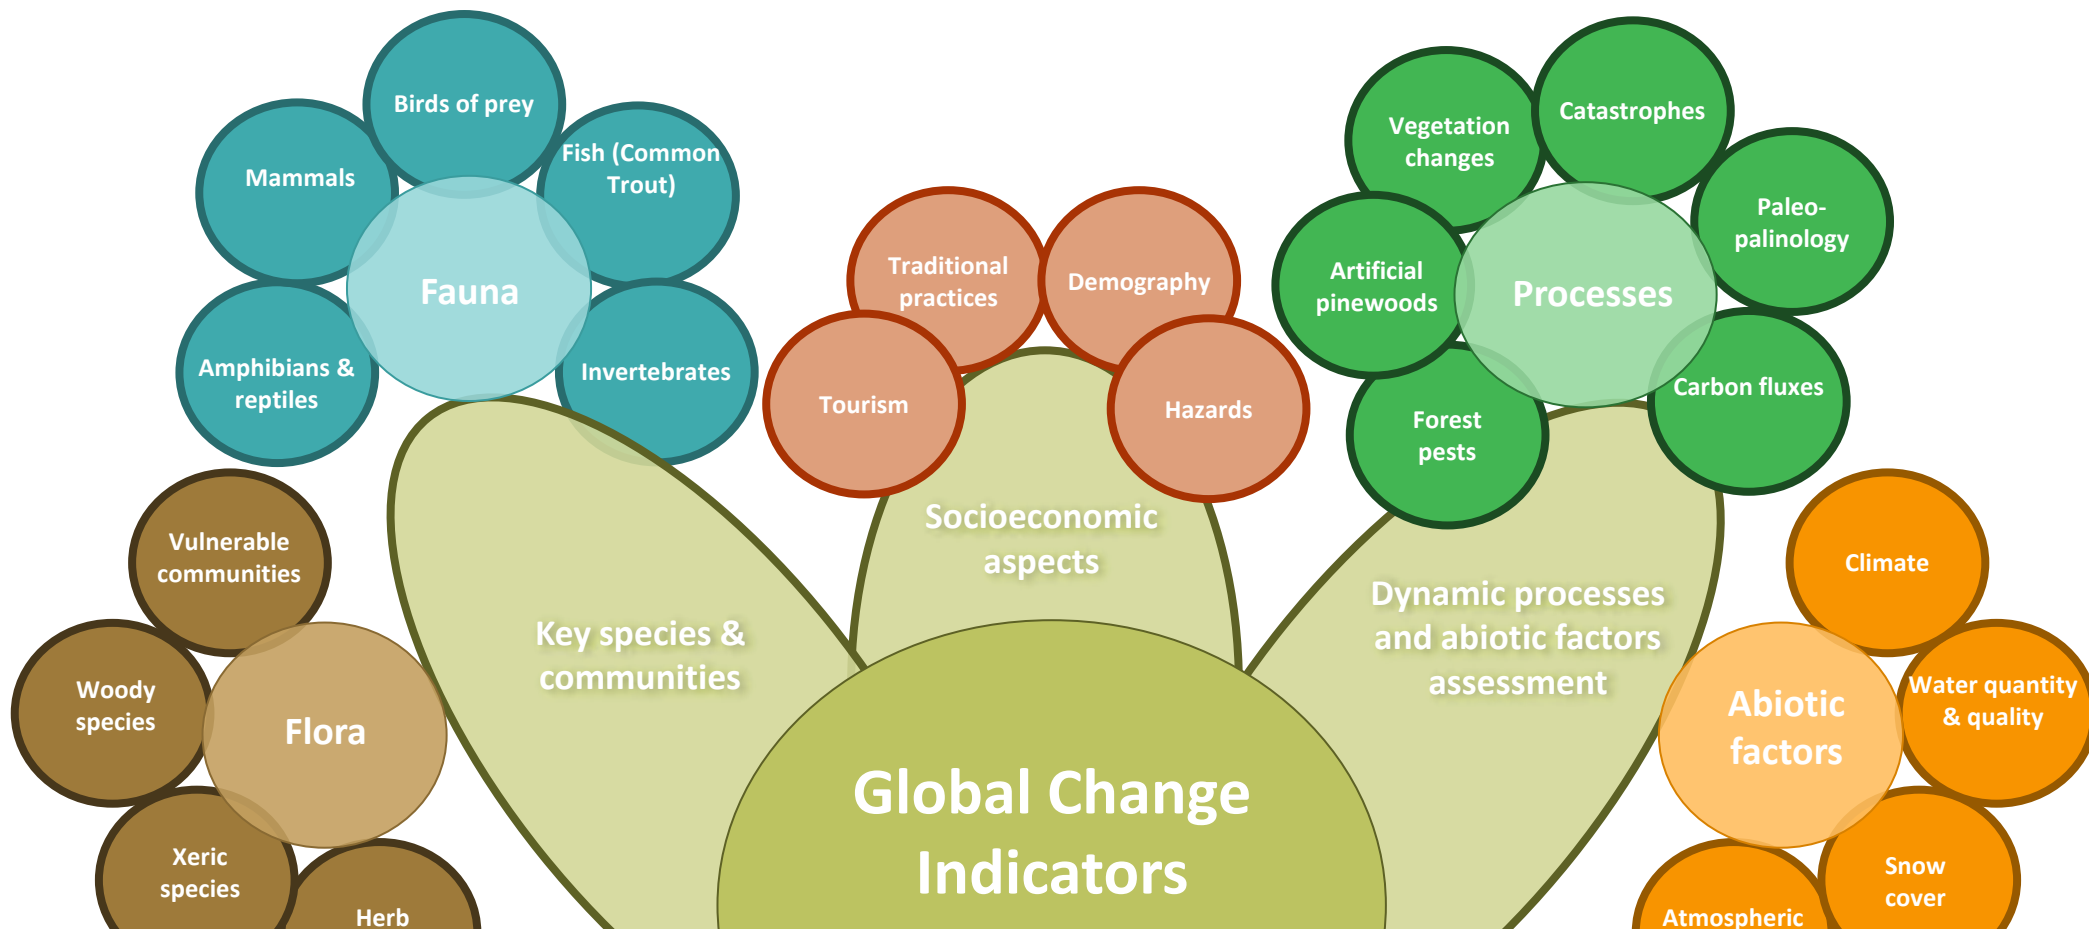 Birds of prey
Mammals
Fish (Common
Trout)
Fauna
Amphibians &
reptiles
Invertebrates
Traditional
practices
Demography
Tourism
Hazards
Socioeconomic
aspects
Vegetation
changes
Catastrophes
Paleo-
palinology
Artificial
pinewoods
Processes
Carbon fluxes
Forest
pests
Vulnerable
communities
Woody
species
Flora
Xeric
species
Herb
Key species &
communities
Dynamic processes
and abiotic factors
assessment
Climate
Water quantity
& quality
Abiotic
factors
Snow
cover
Atmospheric
Global Change
Indicators